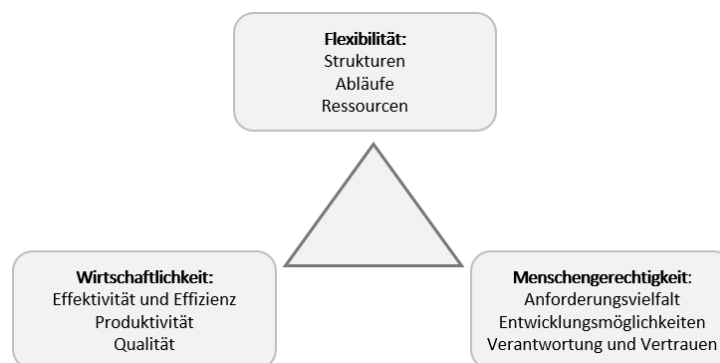 Flexibilität:
Strukturen
Abläufe
Ressourcen
Wirtschaftlichkeit:
Effektivität und Effizienz
Produktivität
Qualität
Menschengerechtigkeit:
Anforderungsvielfalt
Entwicklungsmöglichkeiten
Verantwortung und Vertrauen